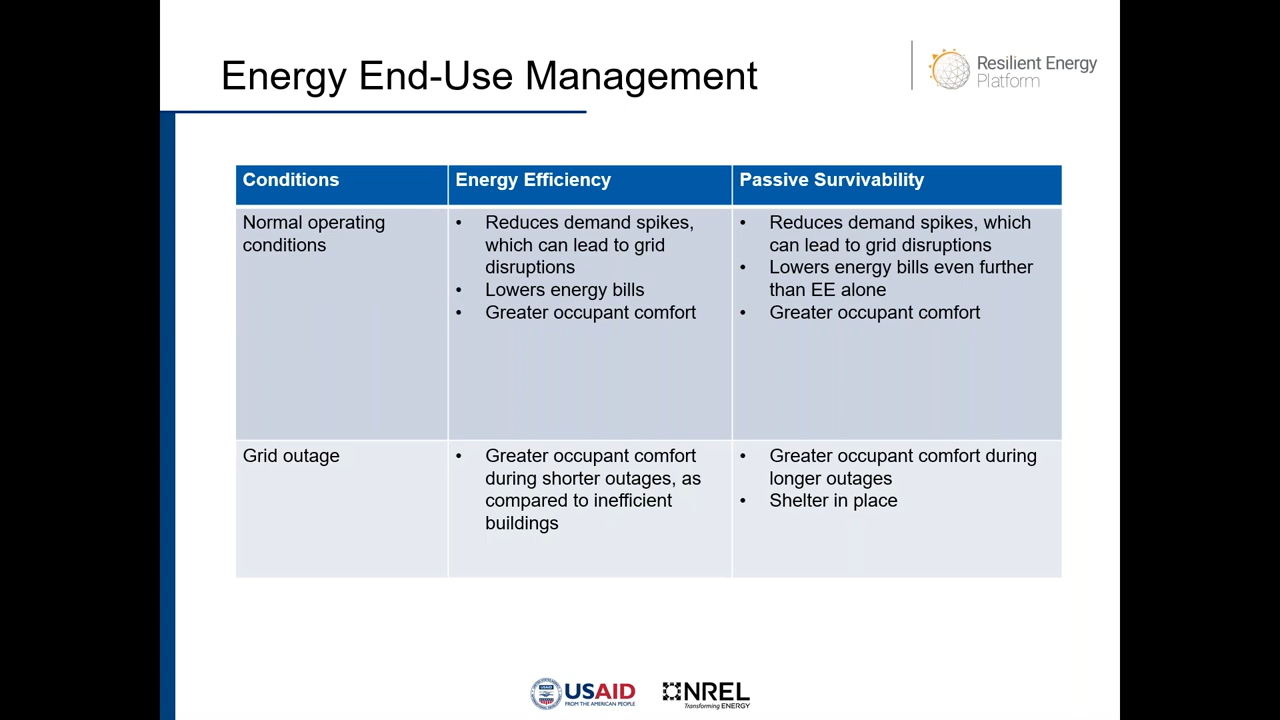 Energy End-Use Management
Resilient Energy
Platform
Conditions
Energy Efficiency
Passive Survivability
Normal operating
conditions
• Reduces demand spikes,
which can lead to grid
disruptions
• Lowers energy bills
• Greater occupant comfort
• Reduces demand spikes, which
can lead to grid disruptions
• Lowers energy bills even further
than EE alone
• Greater occupant comfort
Grid outage
• Greater occupant comfort
during shorter outages, as
compared to inefficient
buildings
• Greater occupant comfort during
longer outages
• Shelter in place
USAID
FROM THE AMERICAN PEOPLE
NREL
Transforming ENERGY